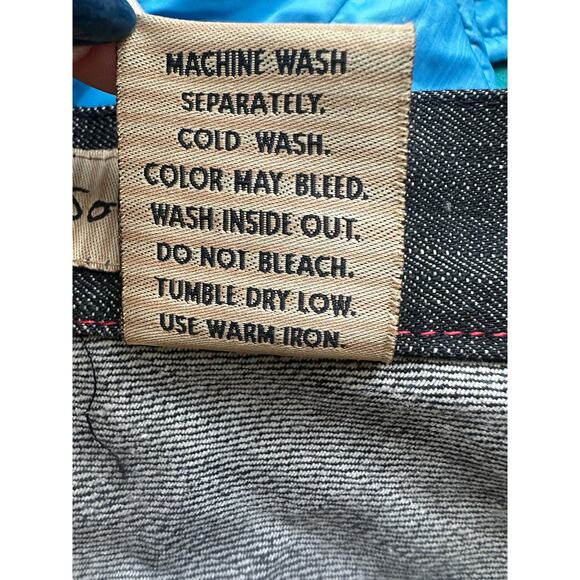 MACHINE WASH
SEPARATELY.
COLD WASH.
COLOR MAY BLEED.
WASH INSIDE OUT.
DO NOT BLEACH.
TUMBLE DRY LOW.
USE WARM IRON.